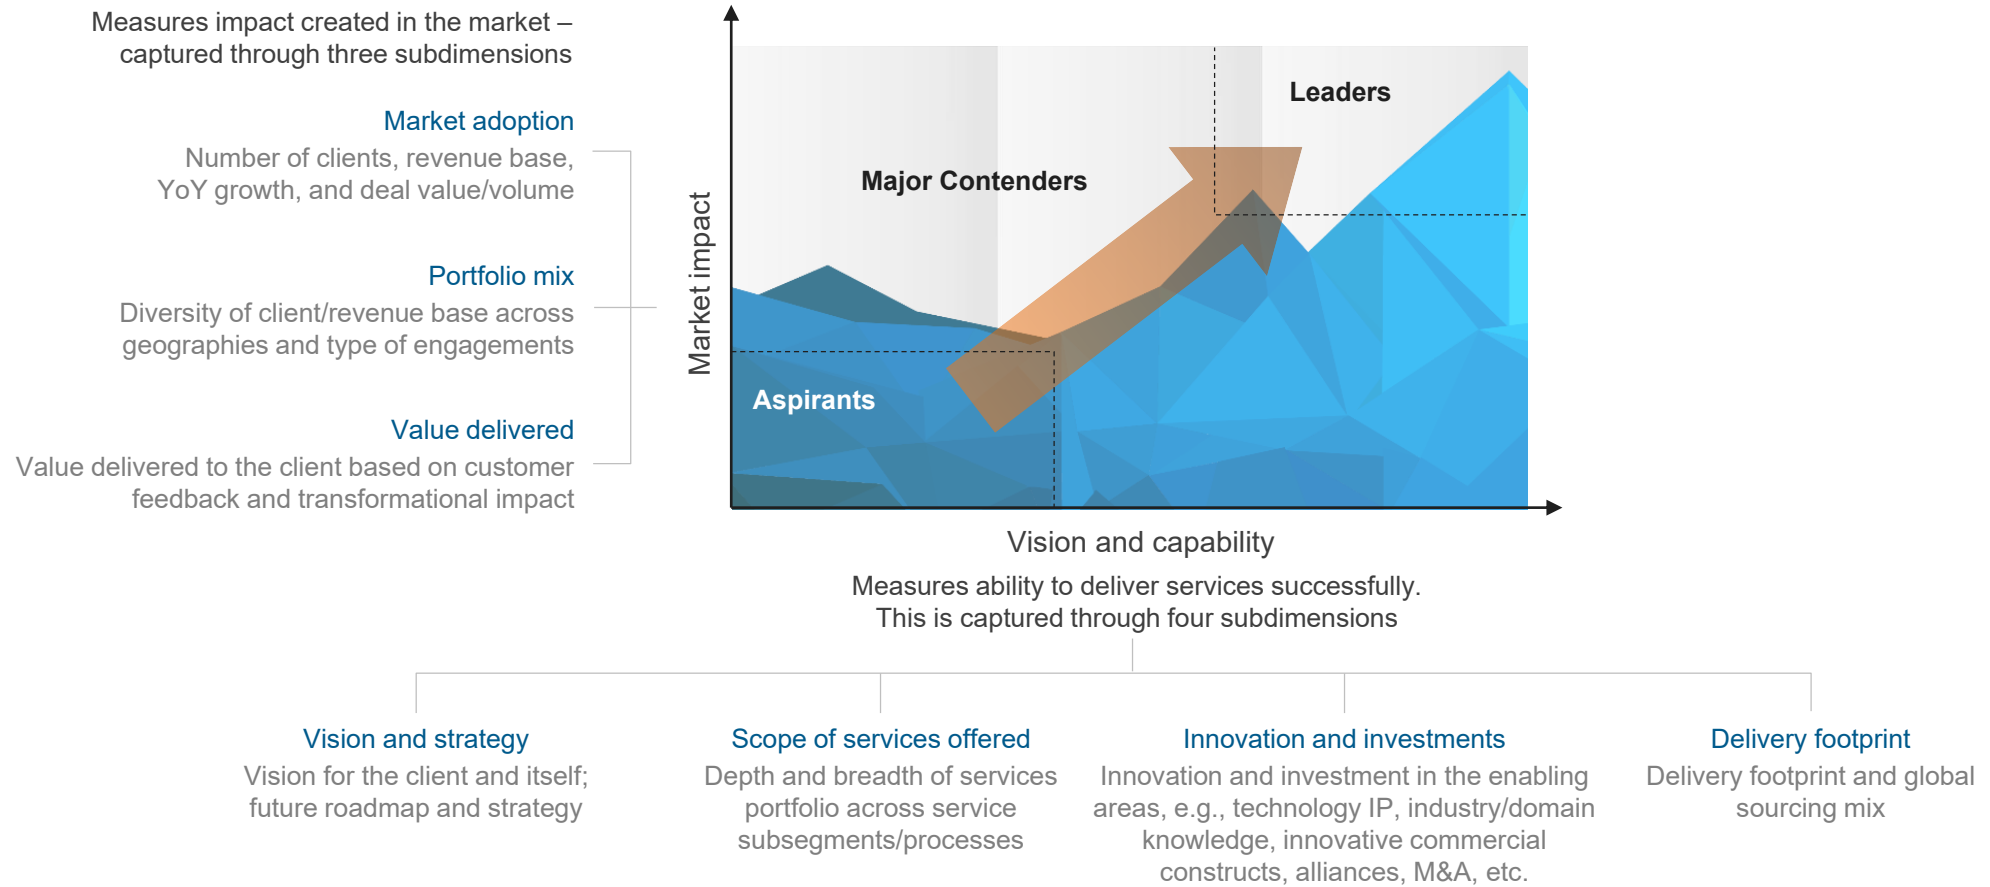 Measures impact created in the market –
captured through three subdimensions
Market adoption
Number of clients, revenue base,
YoY growth, and deal value/volume
Portfolio mix
Diversity of client/revenue base across
geographies and type of engagements
Value delivered
Value delivered to the client based on customer
feedback and transformational impact
Market impact
Leaders
Major Contenders
Aspirants
Vision and capability
Measures ability to deliver services successfully.
This is captured through four subdimensions
Vision and strategy
Vision for the client and itself;
future roadmap and strategy
Scope of services offered
Depth and breadth of services
portfolio across service
subsegments/processes
Innovation and investments
Innovation and investment in the enabling
areas, e.g., technology IP, industry/domain
knowledge, innovative commercial
constructs, alliances, M&A, etc.
Delivery footprint
Delivery footprint and global
sourcing mix